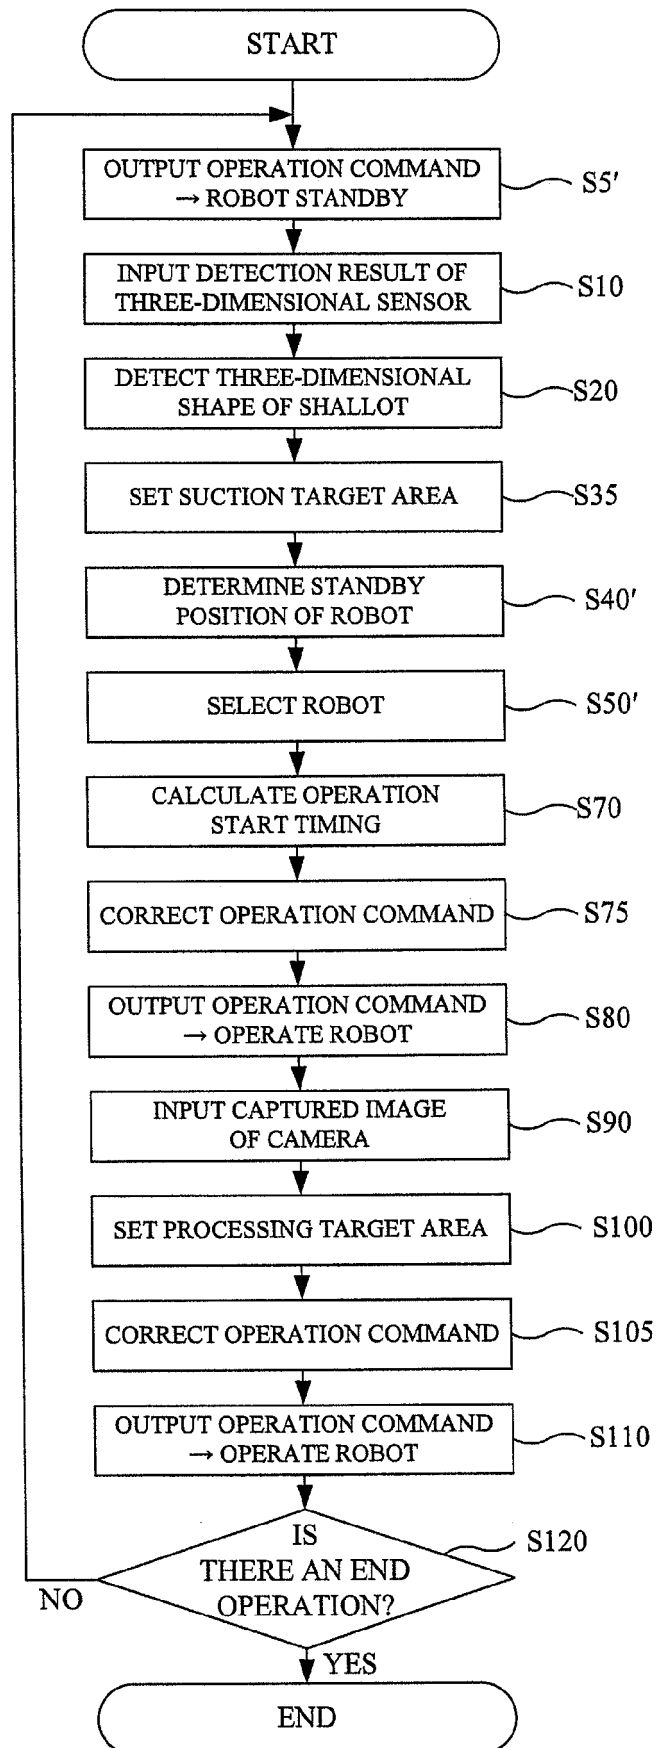 START
OUTPUT OPERATION COMMAND
→ ROBOT STANDBY
S5′
INPUT DETECTION RESULT OF
THREE-DIMENSIONAL SENSOR
S10
DETECT THREE-DIMENSIONAL
SHAPE OF SHALLOT
S20
SET SUCTION TARGET AREA
S35
DETERMINE STANDBY
POSITION OF ROBOT
S40′
SELECT ROBOT
S50′
CALCULATE OPERATION
START TIMING
S70
CORRECT OPERATION COMMAND
S75
OUTPUT OPERATION COMMAND
→ OPERATE ROBOT
S80
INPUT CAPTURED IMAGE
OF CAMERA
S90
SET PROCESSING TARGET AREA
S100
CORRECT OPERATION COMMAND
S105
OUTPUT OPERATION COMMAND
→ OPERATE ROBOT
S110
IS
THERE AN END
OPERATION?
S120
NO
YES
END